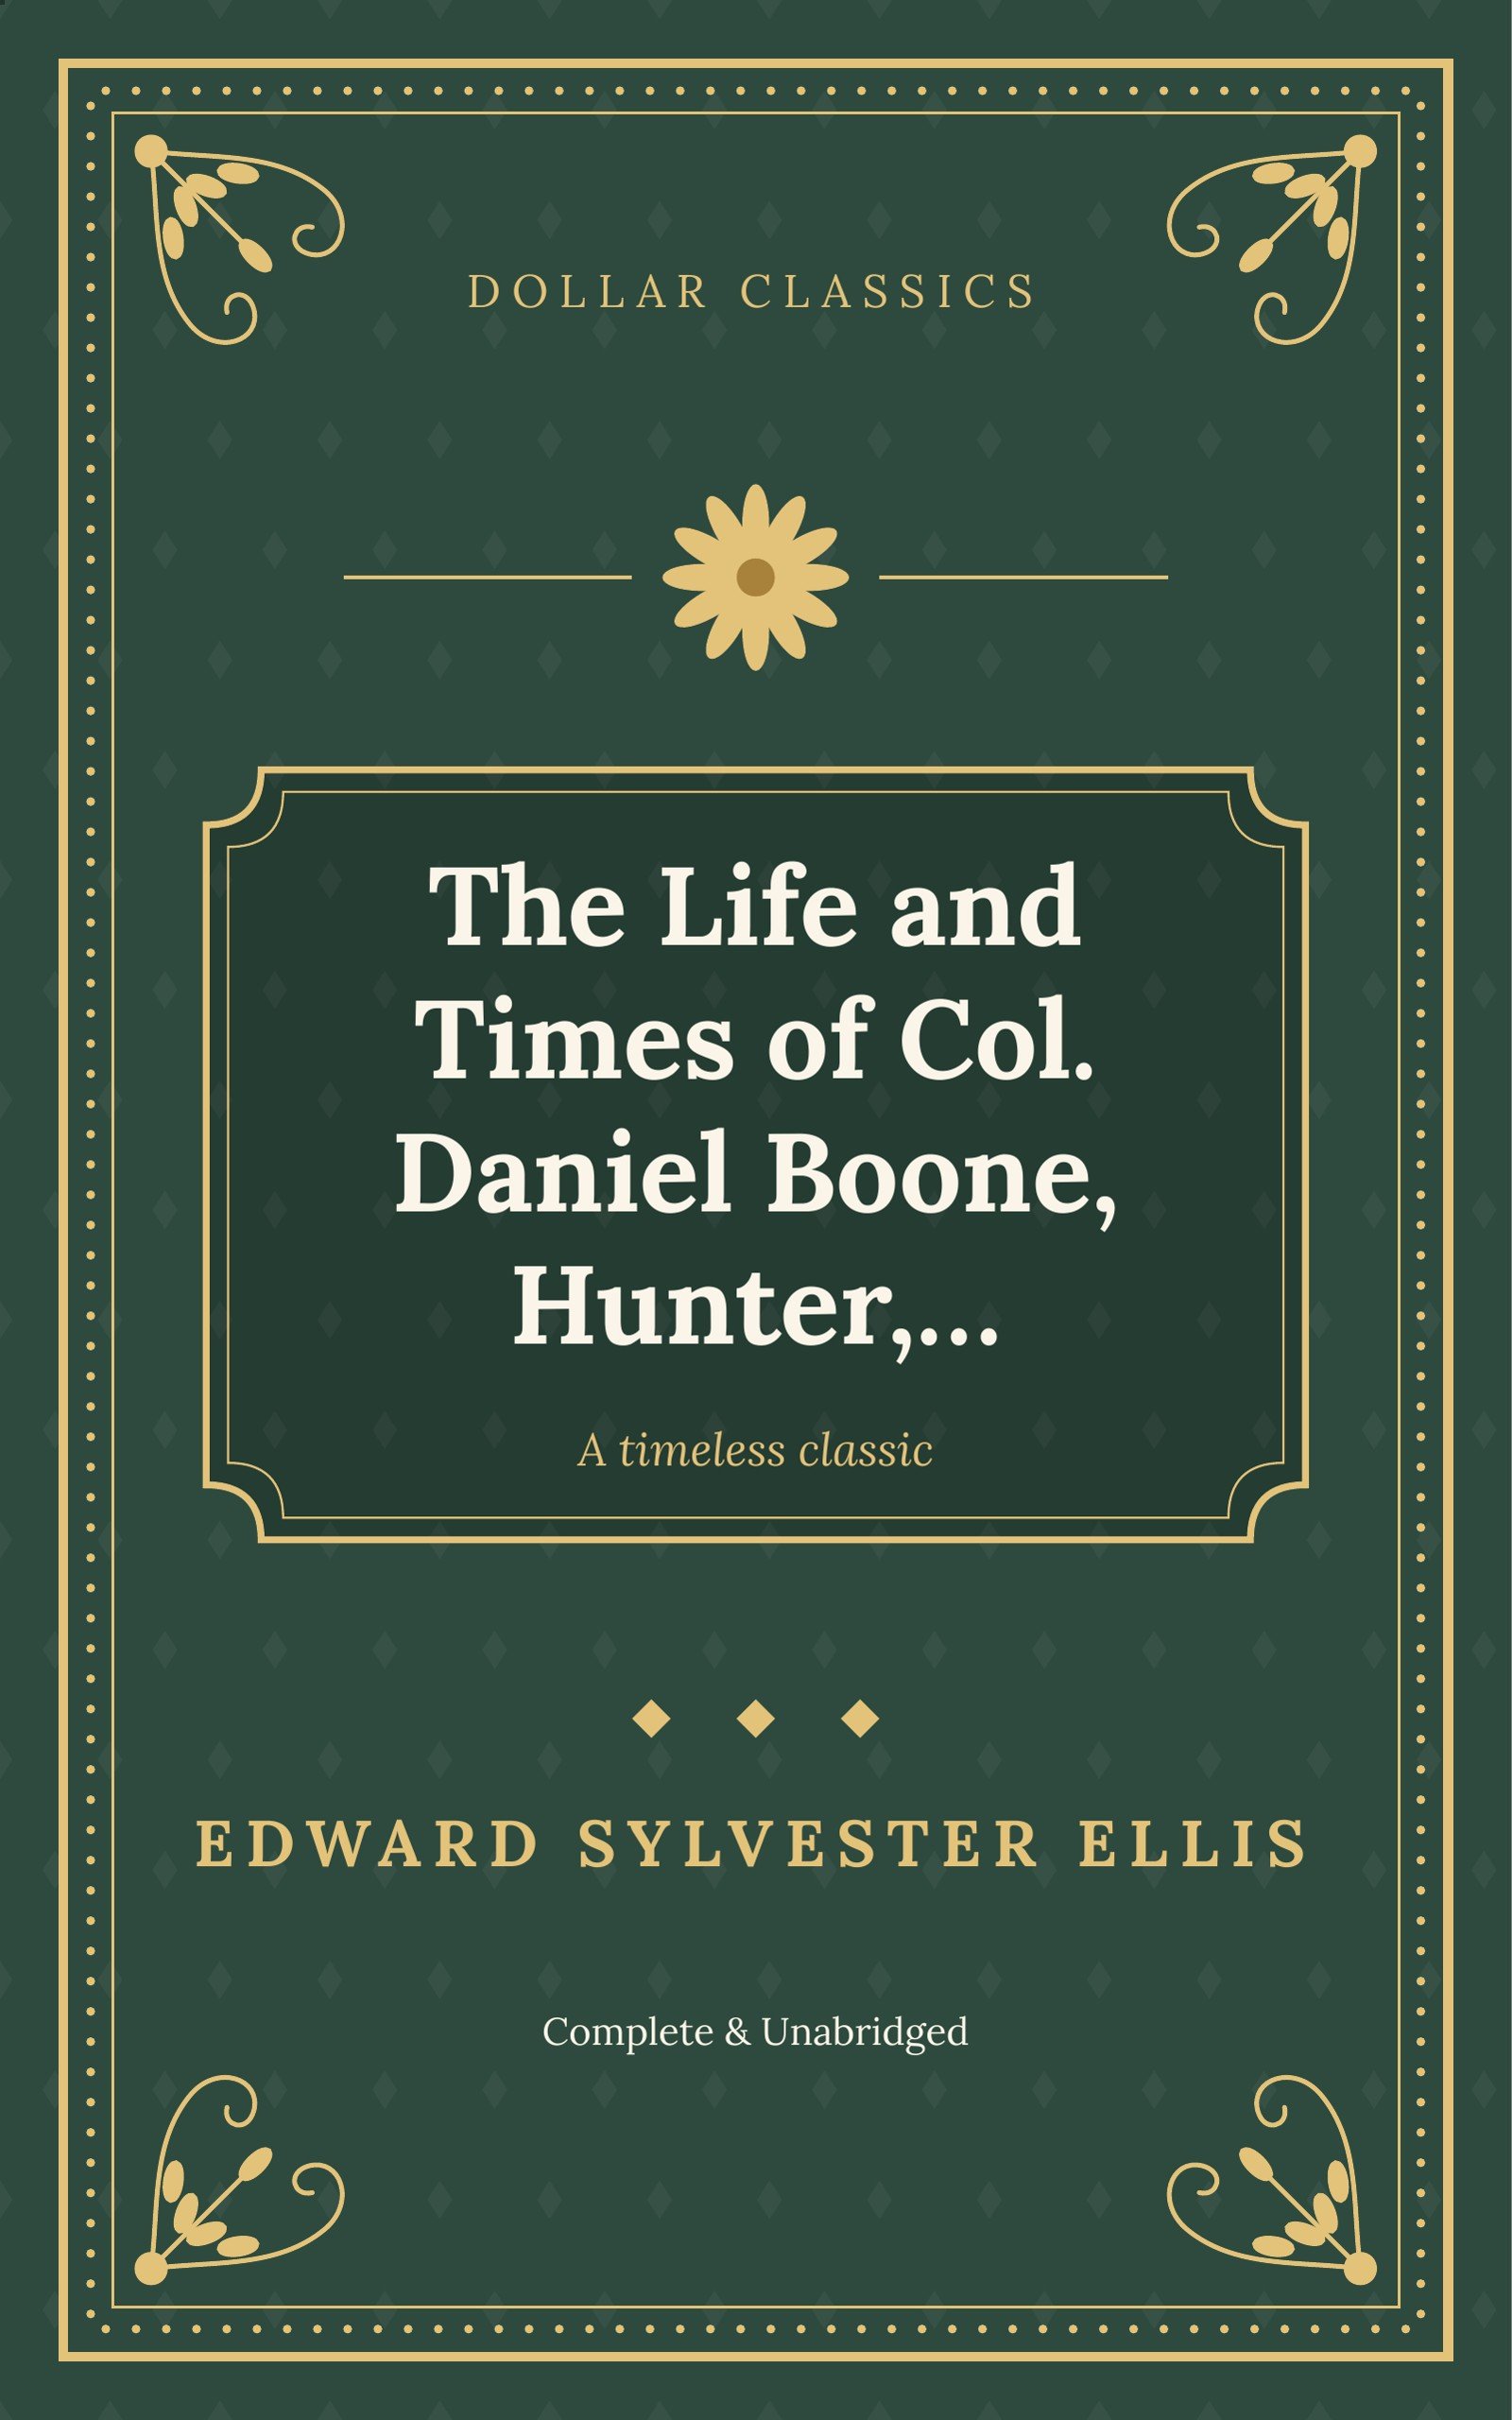 DOLLAR CLASSICS
The Life and
Times of Col.
Daniel Boone,
Hunter,...
A timeless classic
EDWARD SYLVESTER ELLIS
Complete & Unabridged